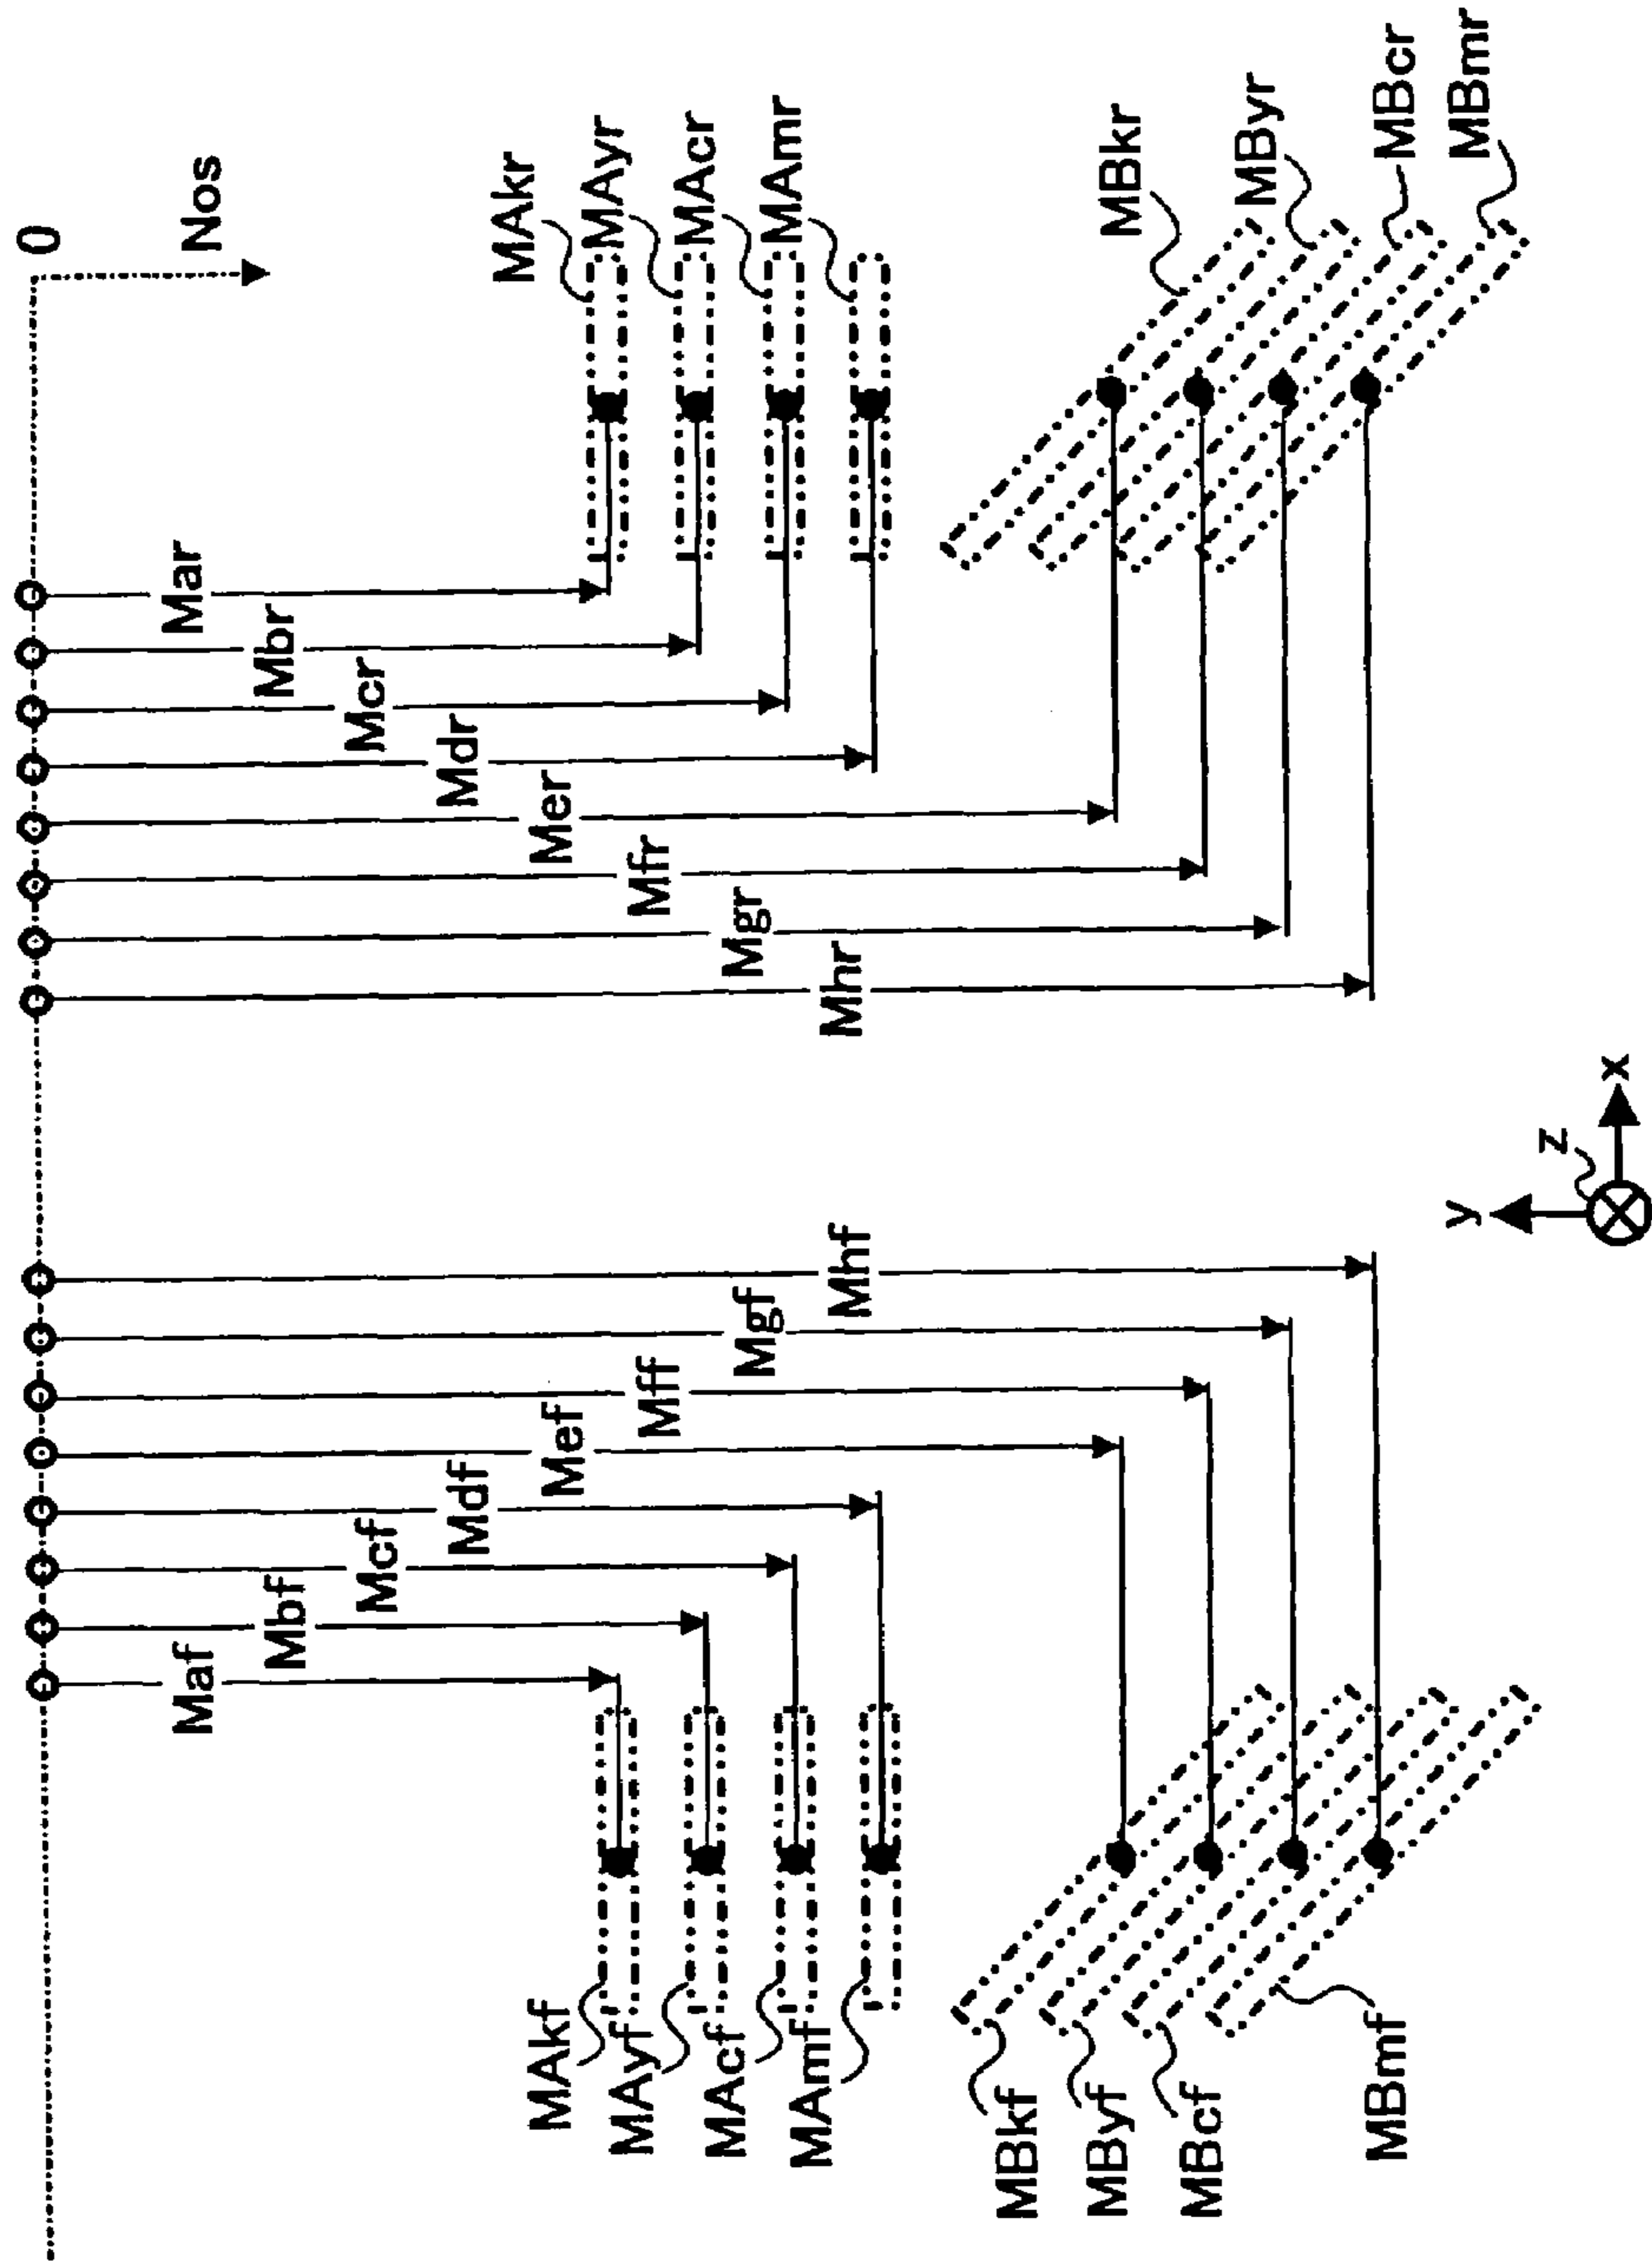 0
Nos
Mar
Mbr
Mcr
Mdr
Mer
Mfr
Mgr
Mhr
MAkr
MAyr
MAcr
MAmr
MBkr
MByr
MBcr
MBmr
Maf
Mbf
Mcf
Mdf
Mef
Mff
Mgf
Mhf
MAkf
MAyf
MAcf
MAmf
MBkf
MByf
MBcf
MBmf
y
z
x